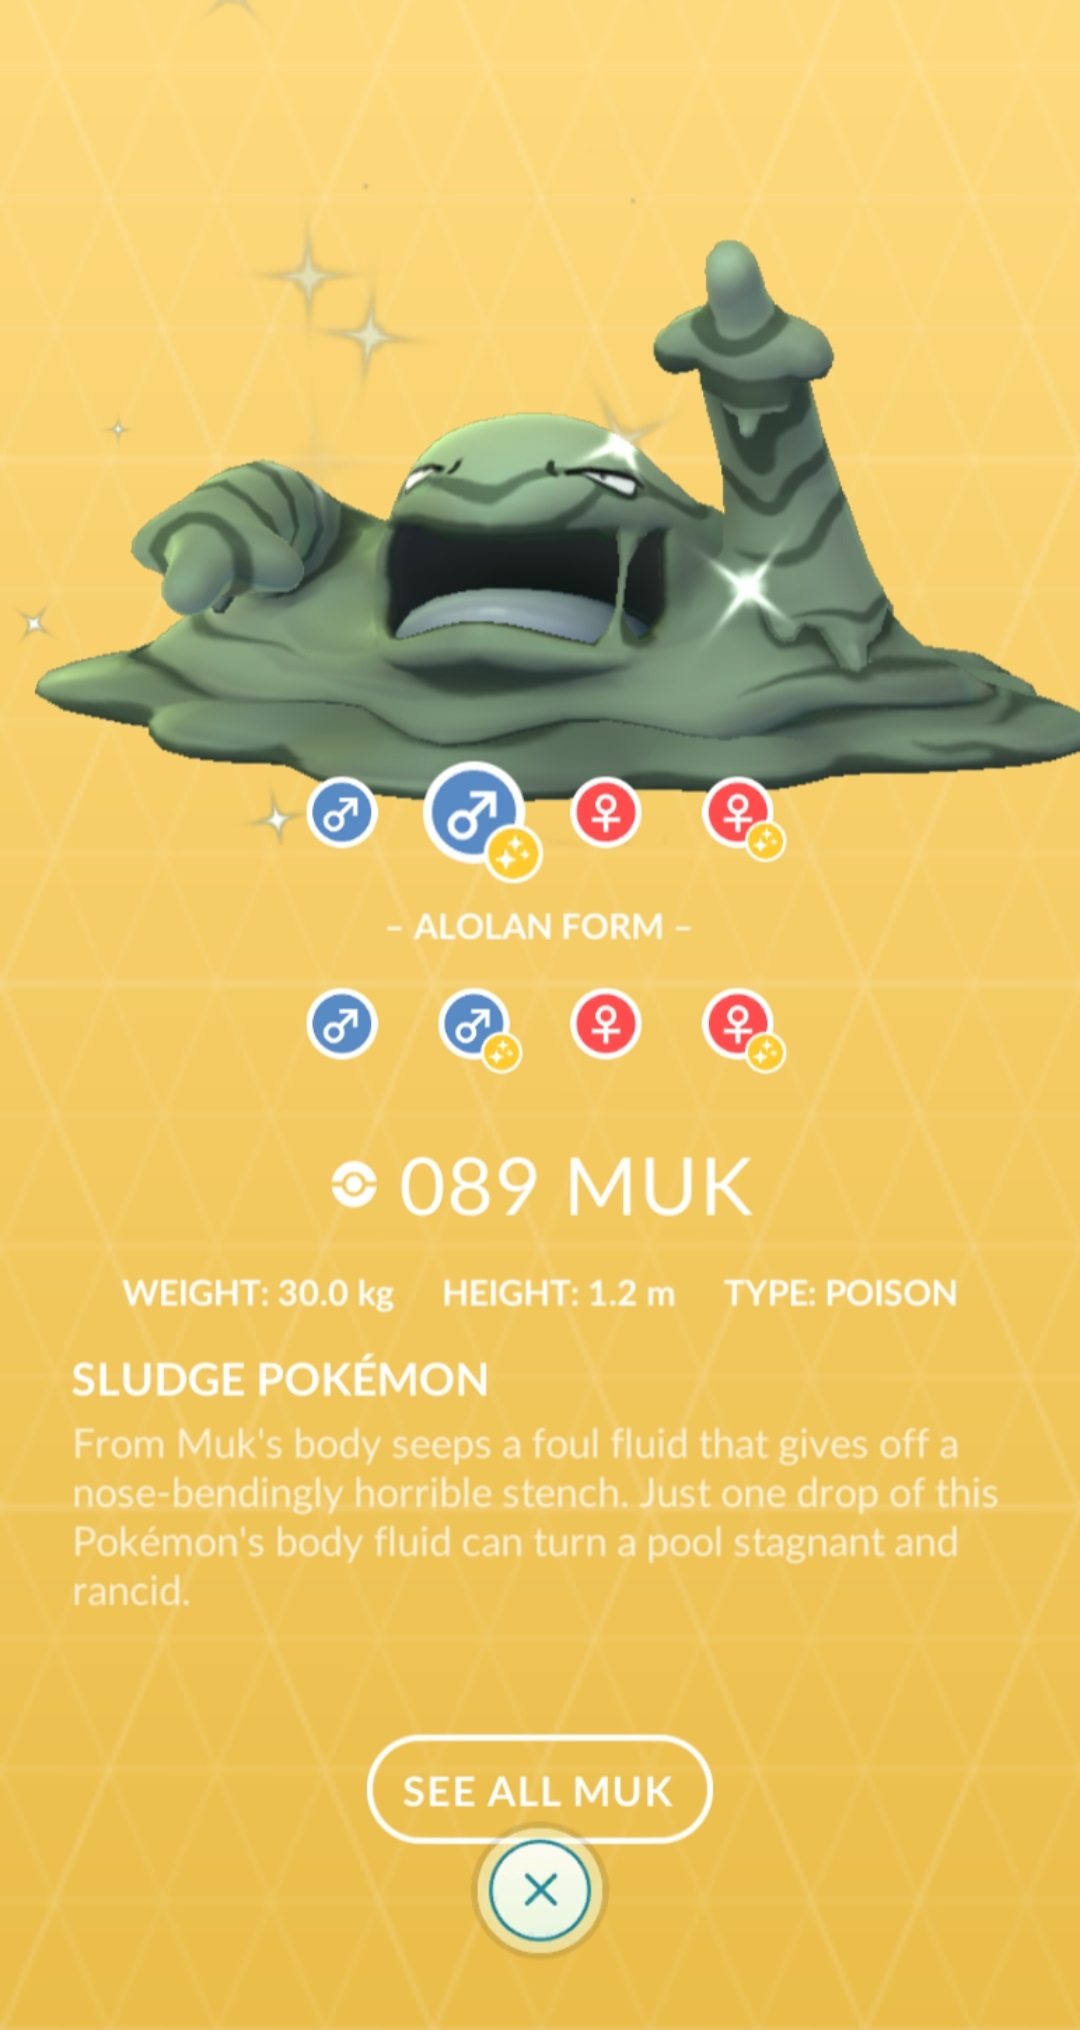 – ALOLAN FORM –
089 MUK
WEIGHT: 30.0 kg HEIGHT: 1.2 m TYPE: POISON
SLUDGE POKÉMON
From Muk's body seeps a foul fluid that gives off a
nose-bendingly horrible stench. Just one drop of this
Pokémon's body fluid can turn a pool stagnant and
rancid.
SEE ALL MUK